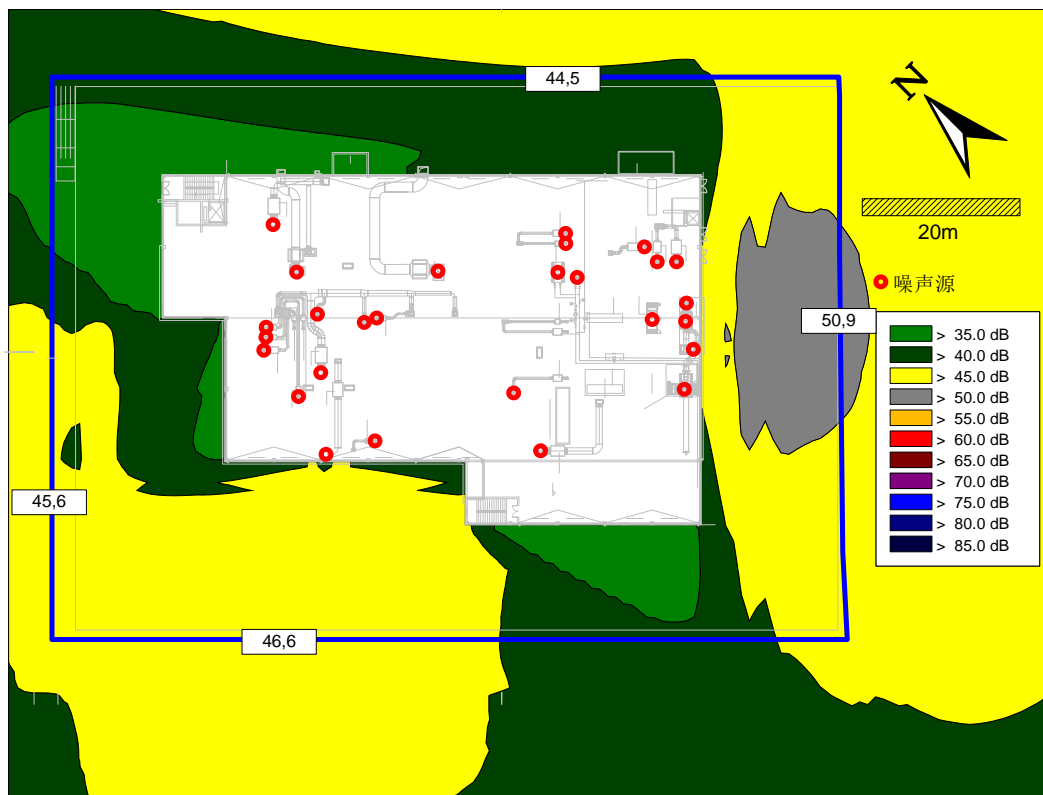 44,5
N
20m
噪声源
50,9
> 35.0 dB
> 40.0 dB
> 45.0 dB
> 50.0 dB
> 55.0 dB
> 60.0 dB
> 65.0 dB
> 70.0 dB
> 75.0 dB
> 80.0 dB
> 85.0 dB
45,6
46,6